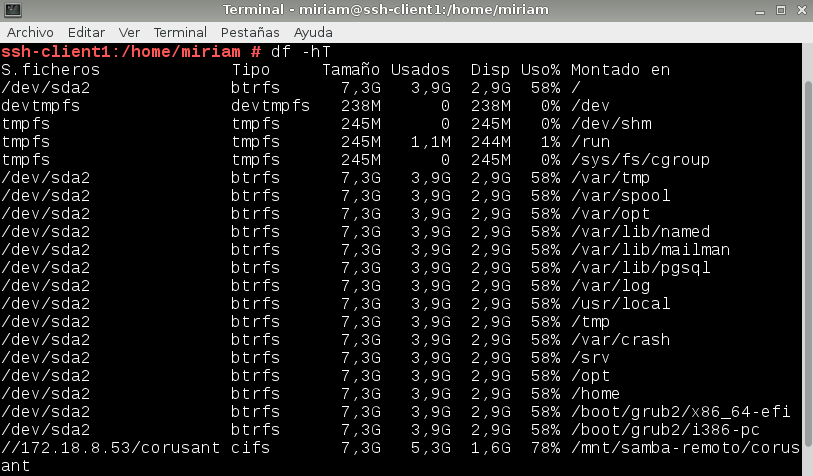 Terminal - miriam@ssh-client1:/home/miriam
Archivo Editar Ver Terminal Pestañas Ayuda
ssh-client1:/home/miriam # df -hT
S.ficheros Tipo Tamaño Usados Disp Uso% Montado en
/dev/sda2 btrfs 7,3G 3,9G 2,9G 58% /
devtmpfs devtmpfs 238M 0 238M 0% /dev
tmpfs tmpfs 245M 0 245M 0% /dev/shm
tmpfs tmpfs 245M 1,1M 244M 1% /run
tmpfs tmpfs 245M 0 245M 0% /sys/fs/cgroup
/dev/sda2 btrfs 7,3G 3,9G 2,9G 58% /var/tmp
/dev/sda2 btrfs 7,3G 3,9G 2,9G 58% /var/spool
/dev/sda2 btrfs 7,3G 3,9G 2,9G 58% /var/opt
/dev/sda2 btrfs 7,3G 3,9G 2,9G 58% /var/lib/named
/dev/sda2 btrfs 7,3G 3,9G 2,9G 58% /var/lib/mailman
/dev/sda2 btrfs 7,3G 3,9G 2,9G 58% /var/lib/pgsql
/dev/sda2 btrfs 7,3G 3,9G 2,9G 58% /var/log
/dev/sda2 btrfs 7,3G 3,9G 2,9G 58% /usr/local
/dev/sda2 btrfs 7,3G 3,9G 2,9G 58% /tmp
/dev/sda2 btrfs 7,3G 3,9G 2,9G 58% /var/crash
/dev/sda2 btrfs 7,3G 3,9G 2,9G 58% /srv
/dev/sda2 btrfs 7,3G 3,9G 2,9G 58% /opt
/dev/sda2 btrfs 7,3G 3,9G 2,9G 58% /home
/dev/sda2 btrfs 7,3G 3,9G 2,9G 58% /boot/grub2/x86_64-efi
/dev/sda2 btrfs 7,3G 3,9G 2,9G 58% /boot/grub2/i386-pc
//172.18.8.53/corusant cifs 7,3G 5,3G 1,6G 78% /mnt/samba-remoto/corus
ant